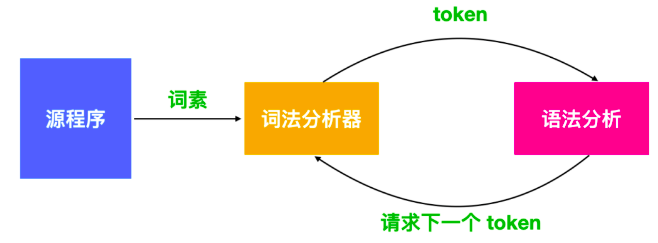 token
源程序
词素
词法分析器
语法分析
请求下一个 token